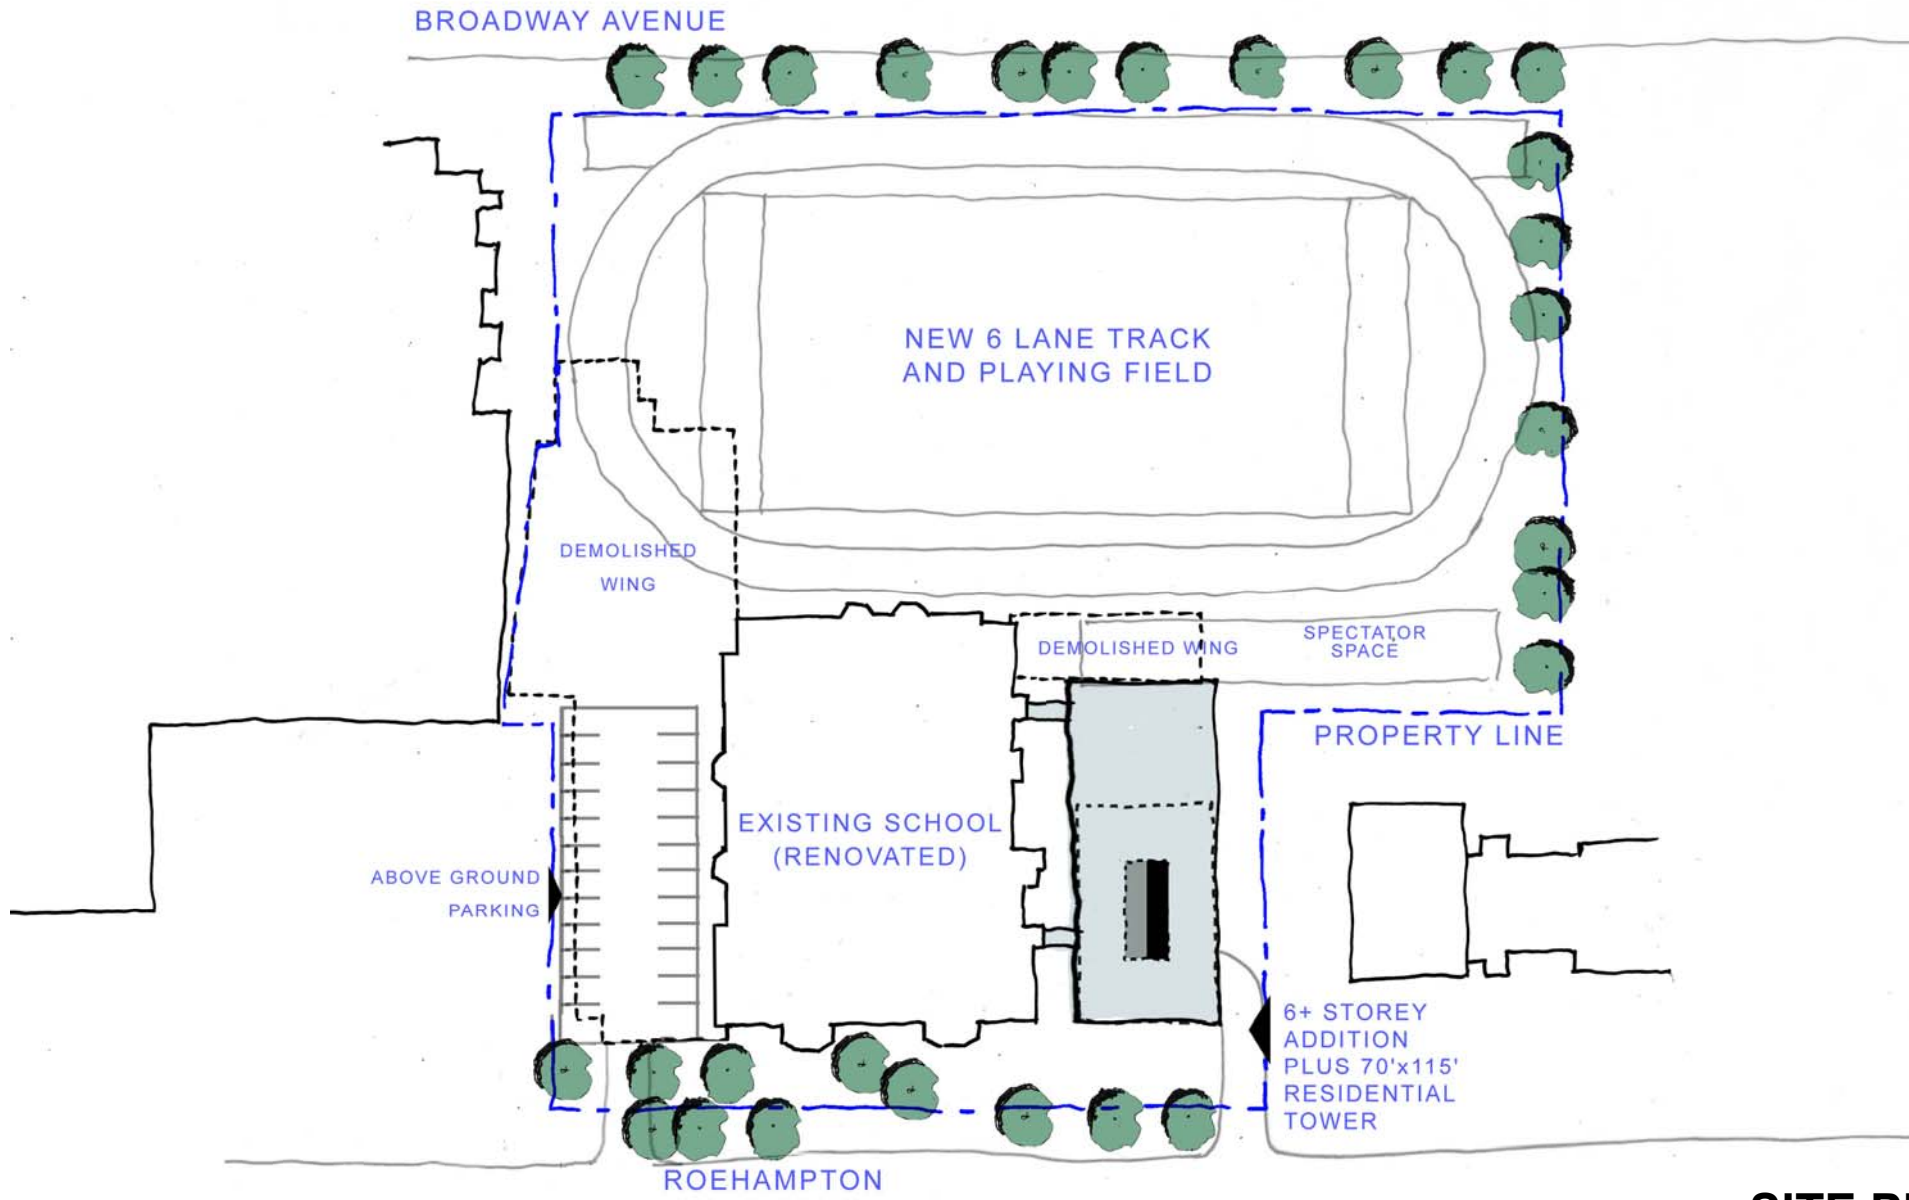 BROADWAY AVENUE
NEW 6 LANE TRACK
AND PLAYING FIELD
DEMOLISHED
WING
DEMOLISHED WING
SPECTATOR
SPACE
PROPERTY LINE
EXISTING SCHOOL
(RENOVATED)
ABOVE GROUND
PARKING
6+ STOREY
ADDITION
PLUS 70'x115'
RESIDENTIAL
TOWER
ROEHAMPTON